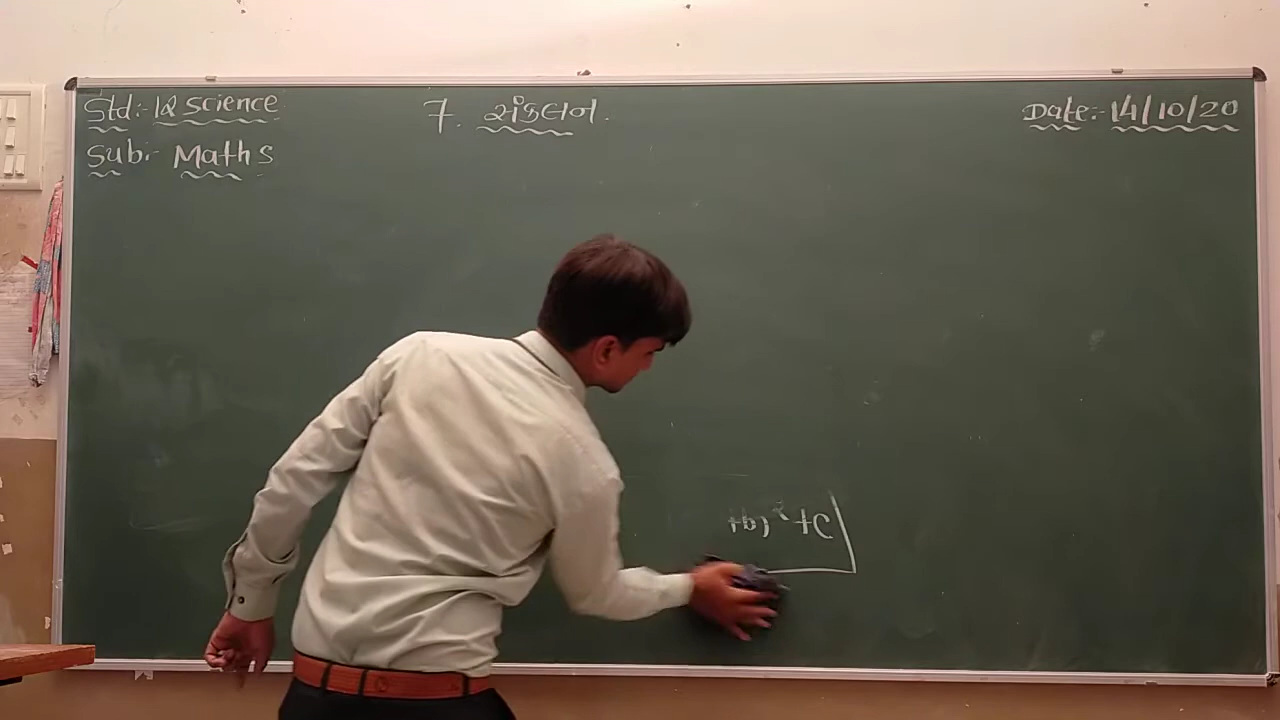 Std:- 12 Science
7. સંકલન.
Date:- 14/10/20
Sub:- Maths